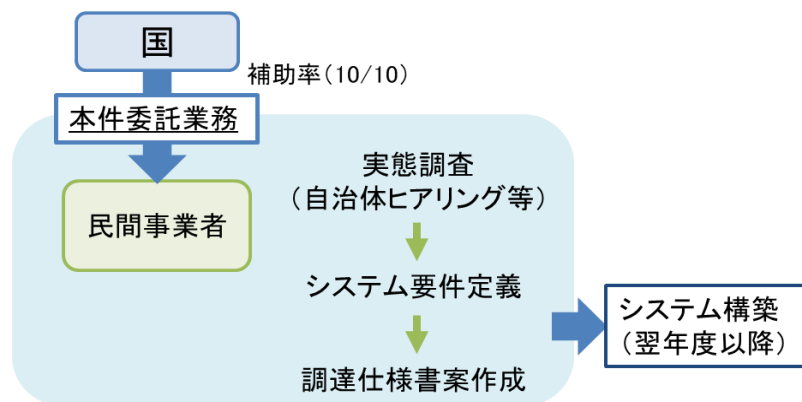 国
補助率（10/10）
本件委託業務
民間事業者
実態調査
（自治体ヒアリング等）
システム要件定義
調達仕様書案作成
システム構築
（翌年度以降）